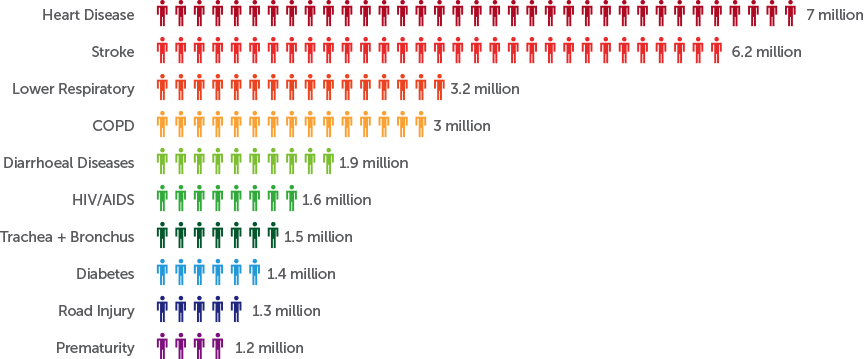 Heart Disease 7 million
Stroke 6.2 million
Lower Respiratory 3.2 million
COPD 3 million
Diarrhoeal Diseases 1.9 million
HIV/AIDS 1.6 million
Trachea + Bronchus 1.5 million
Diabetes 1.4 million
Road Injury 1.3 million
Prematurity 1.2 million